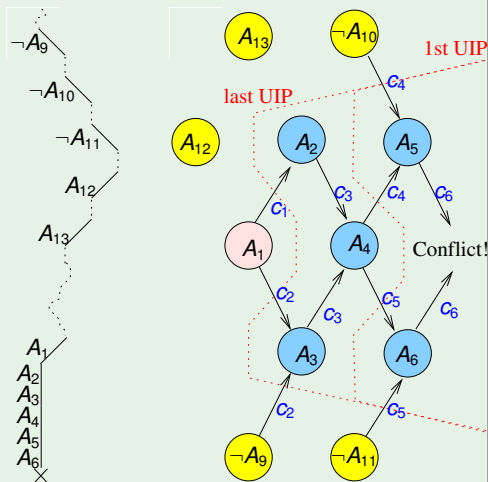 ¬A9
¬A10
¬A11
A12
A13
A1
A2
A3
A4
A5
A6
A13
¬A10
1st UIP
last UIP
c4
A12
A2
A5
c1
c3
c4
c6
A1
A4
Conflict!
c2
c3
c5
c6
A3
A6
c2
c5
¬A9
¬A11